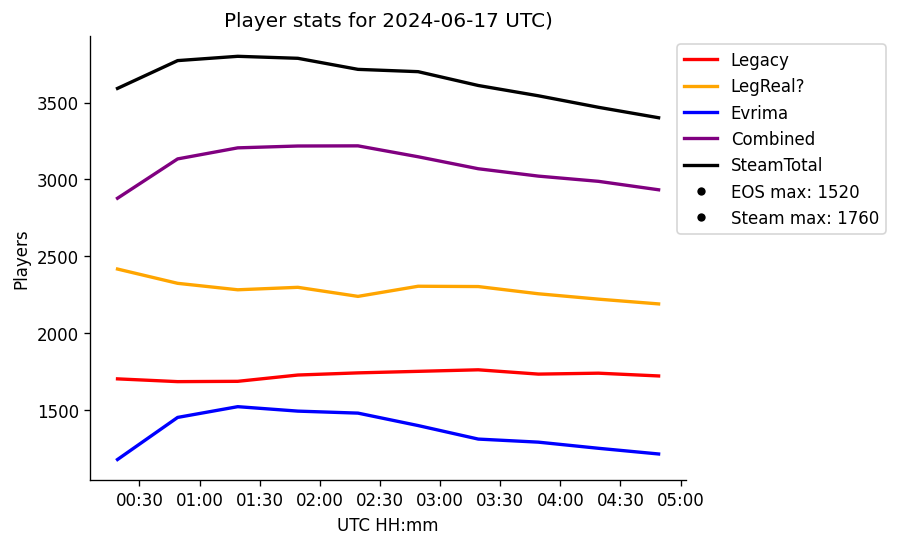 Player stats for 2024-06-17 UTC)
Legacy
LegReal?
Evrima
Combined
SteamTotal
EOS max: 1520
Steam max: 1760
Players
3500
3000
2500
2000
1500
00:30 01:00 01:30 02:00 02:30 03:00 03:30 04:00 04:30 05:00
UTC HH:mm